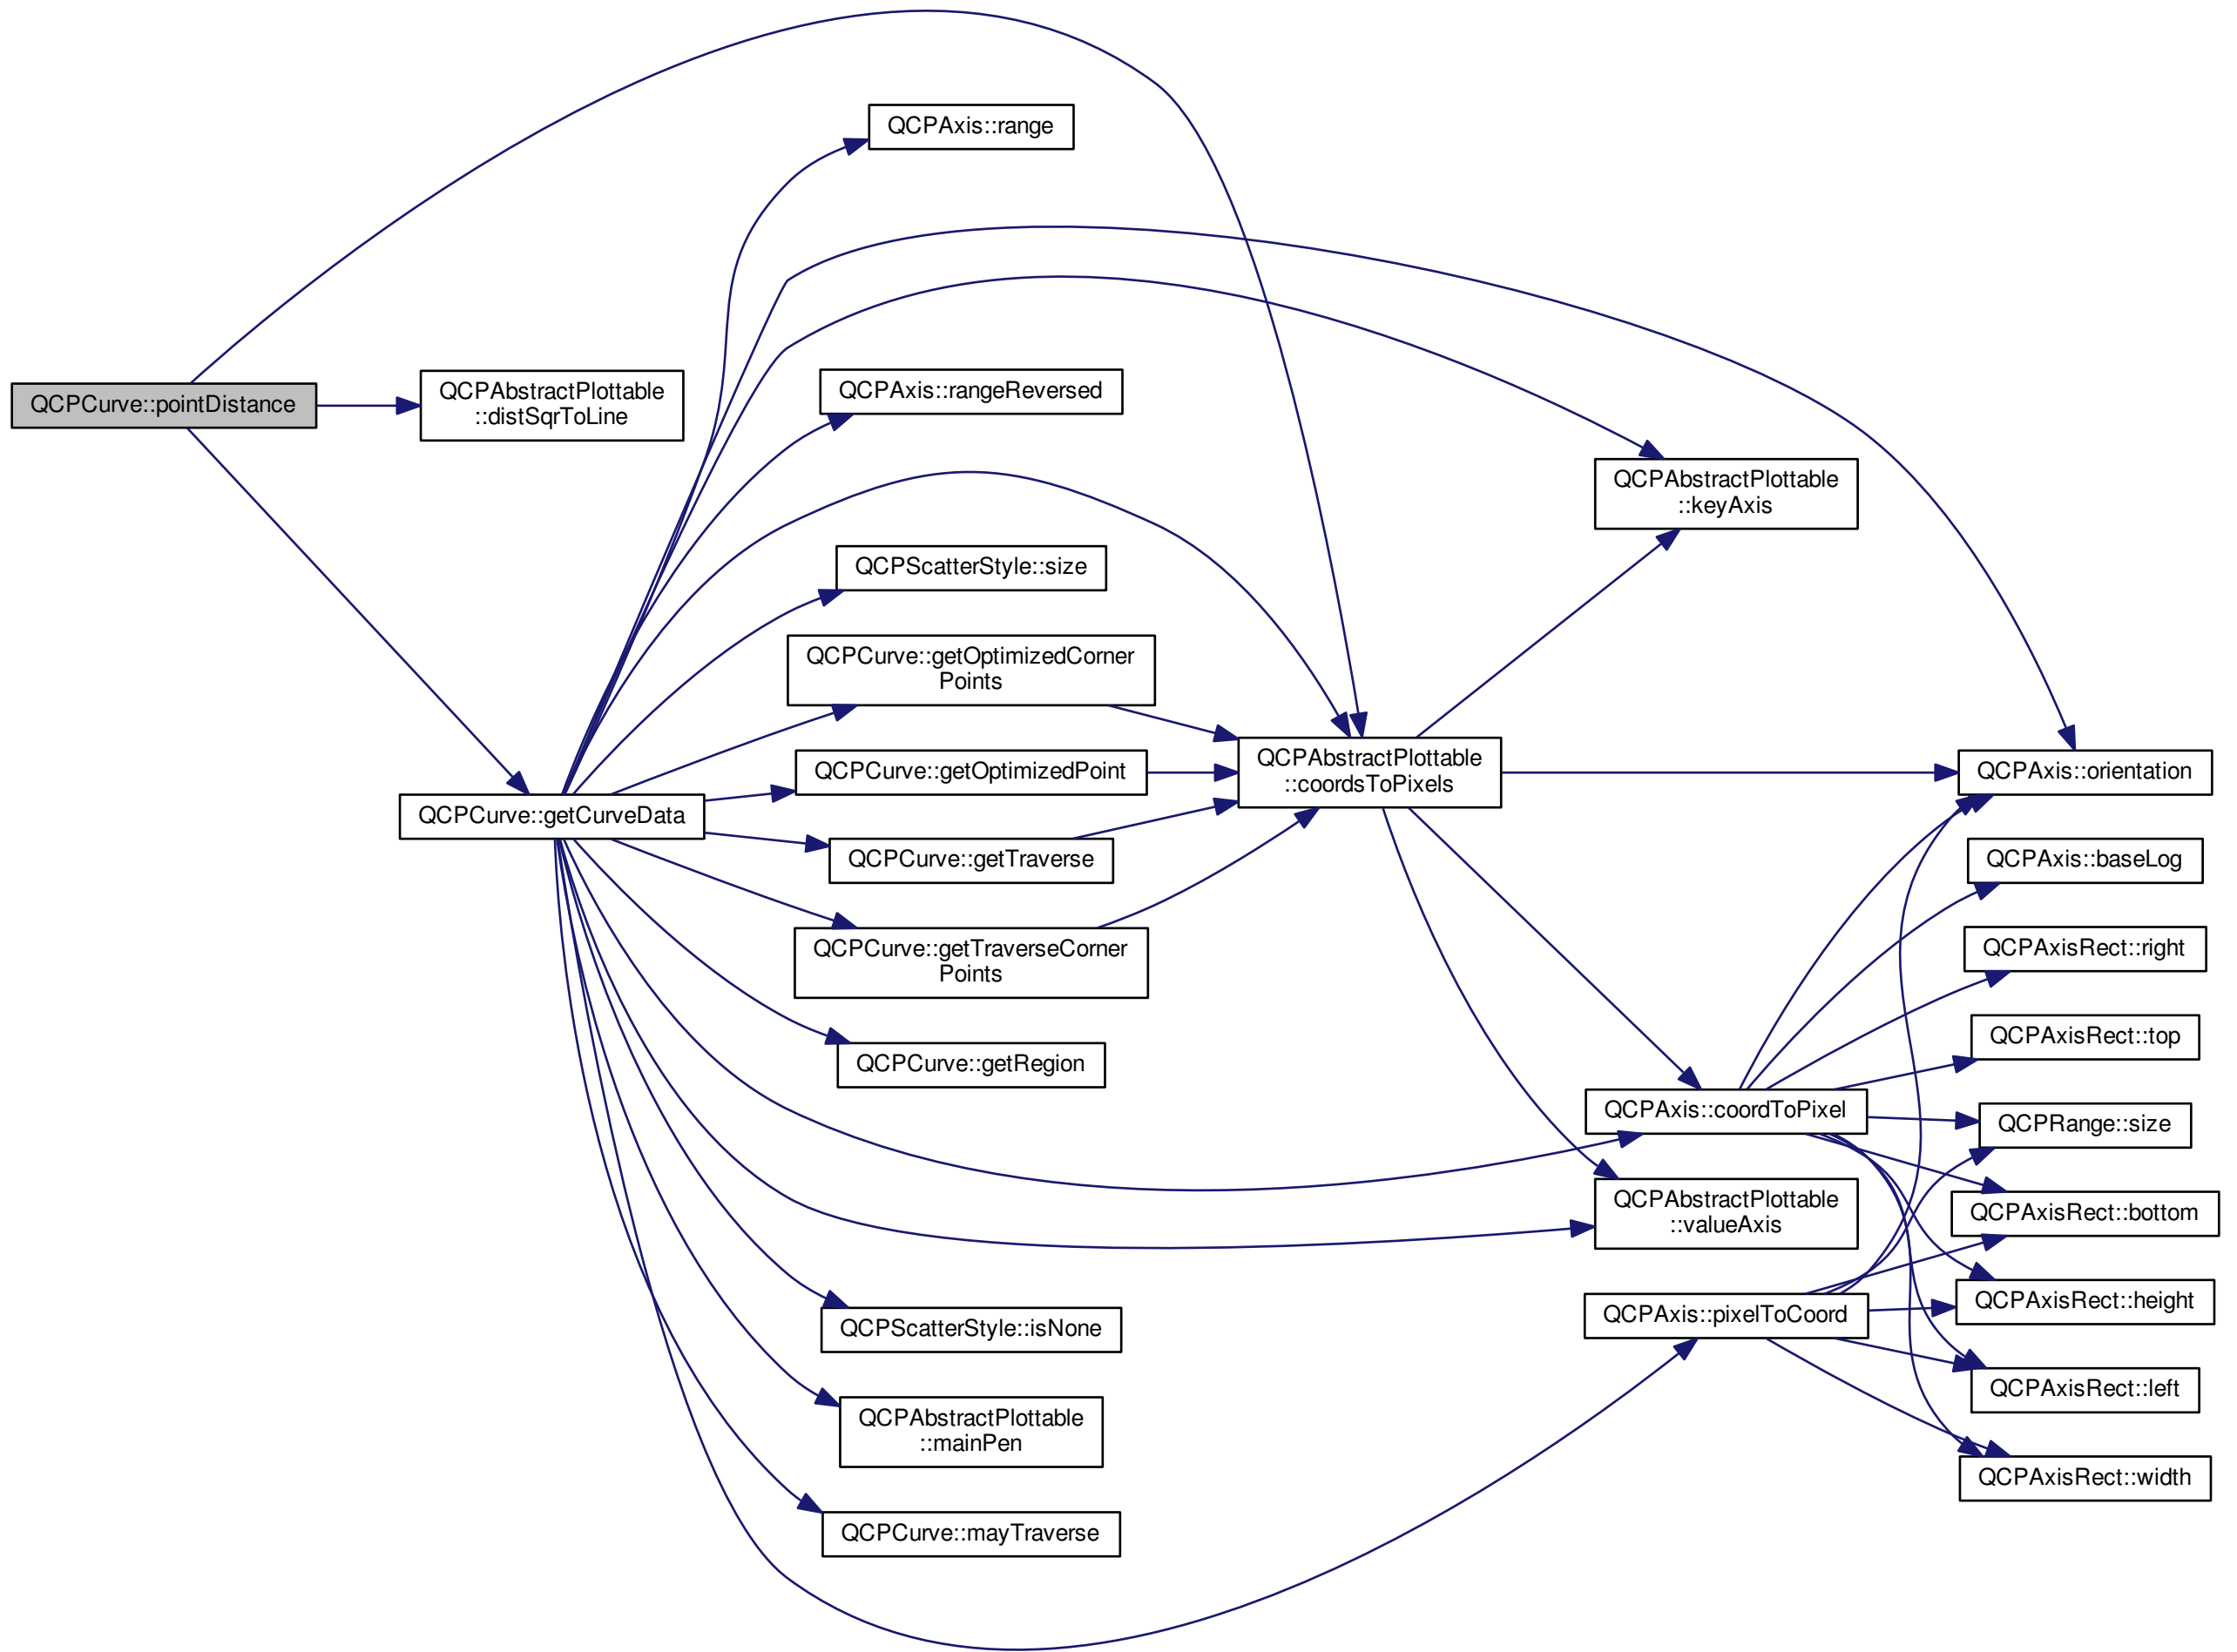 QCPCurve::pointDistance
QCPAbstractPlottable
::distSqrToLine
QCPCurve::getCurveData
QCPAxis::range
QCPAxis::rangeReversed
QCPScatterStyle::size
QCPCurve::getOptimizedCorner
Points
QCPCurve::getOptimizedPoint
QCPCurve::getTraverse
QCPCurve::getTraverseCorner
Points
QCPCurve::getRegion
QCPScatterStyle::isNone
QCPAbstractPlottable
::mainPen
QCPCurve::mayTraverse
QCPAbstractPlottable
::coordsToPixels
QCPAbstractPlottable
::keyAxis
QCPAxis::coordToPixel
QCPAbstractPlottable
::valueAxis
QCPAxis::pixelToCoord
QCPAxis::orientation
QCPAxis::baseLog
QCPAxisRect::right
QCPAxisRect::top
QCPRange::size
QCPAxisRect::bottom
QCPAxisRect::height
QCPAxisRect::left
QCPAxisRect::width